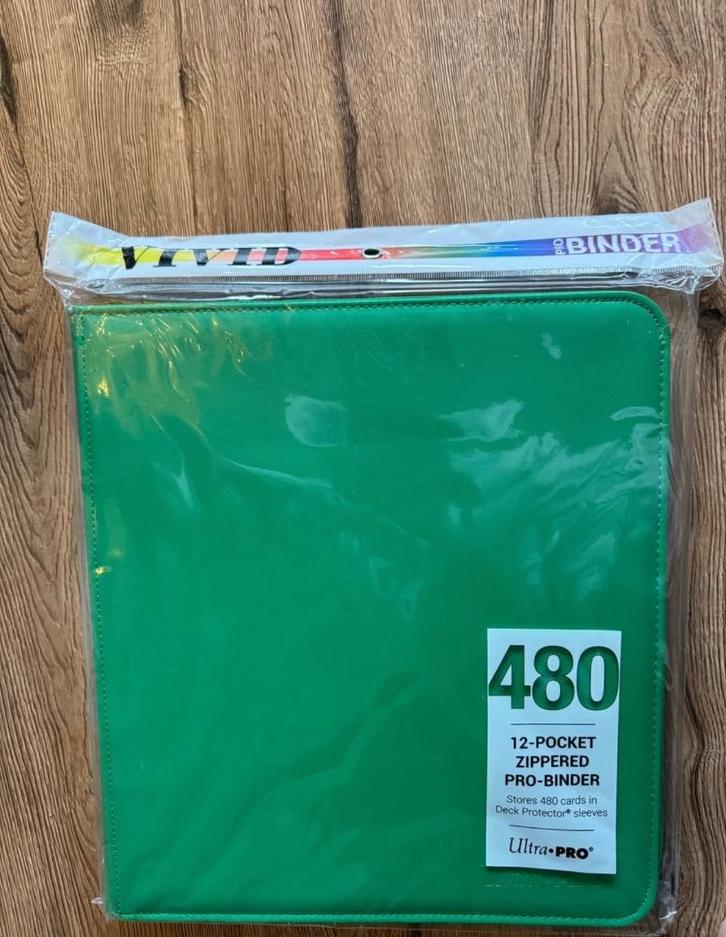 VIVID PRO BINDER
480
12-POCKET
ZIPPERED
PRO-BINDER
Stores 480 cards in
Deck Protector® sleeves
Ultra•PRO®